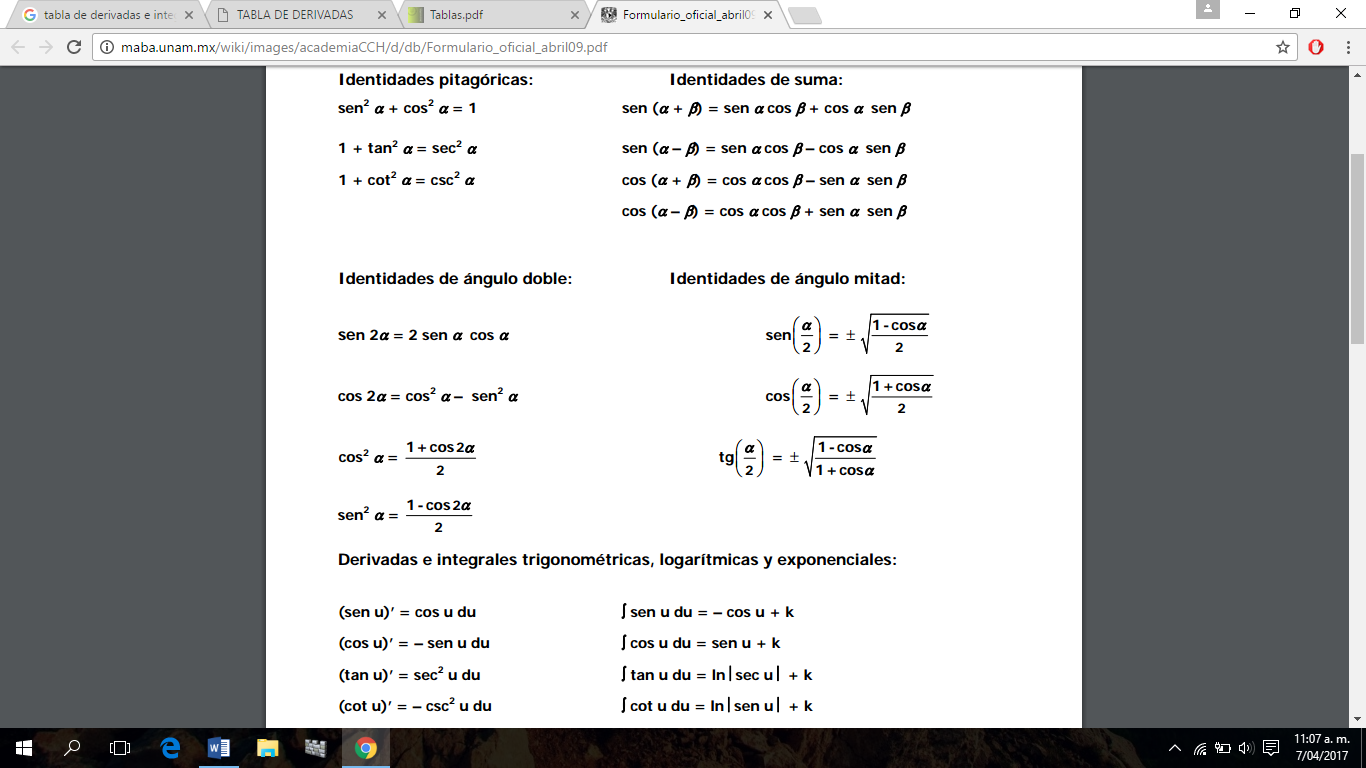 tabla de derivadas e inte
TABLA DE DERIVADAS
Tablas.pdf
Formulario_oficial_abril09
maba.unam.mx/wiki/images/academiaCCH/d/db/Formulario_oficial_abril09.pdf
Identidades pitagóricas: Identidades de suma:
sen² α + cos² α = 1 sen (α + β) = sen α cos β + cos α sen β
1 + tan² α = sec² α sen (α – β) = sen α cos β – cos α sen β
1 + cot² α = csc² α cos (α + β) = cos α cos β – sen α sen β
cos (α – β) = cos α cos β + sen α sen β
Identidades de ángulo doble: Identidades de ángulo mitad:
sen 2α = 2 sen α cos α sen(α/2) = ± √((1 - cosα)/2)
cos 2α = cos² α – sen² α cos(α/2) = ± √((1 + cosα)/2)
cos² α = (1 + cos 2α)/2 tg(α/2) = ± √((1 - cosα)/(1 + cosα))
sen² α = (1 - cos 2α)/2
Derivadas e integrales trigonométricas, logarítmicas y exponenciales:
(sen u)’ = cos u du ∫ sen u du = – cos u + k
(cos u)’ = – sen u du ∫ cos u du = sen u + k
(tan u)’ = sec² u du ∫ tan u du = ln|sec u| + k
(cot u)’ = – csc² u du ∫ cot u du = ln|sen u| + k
11:07 a. m.
7/04/2017